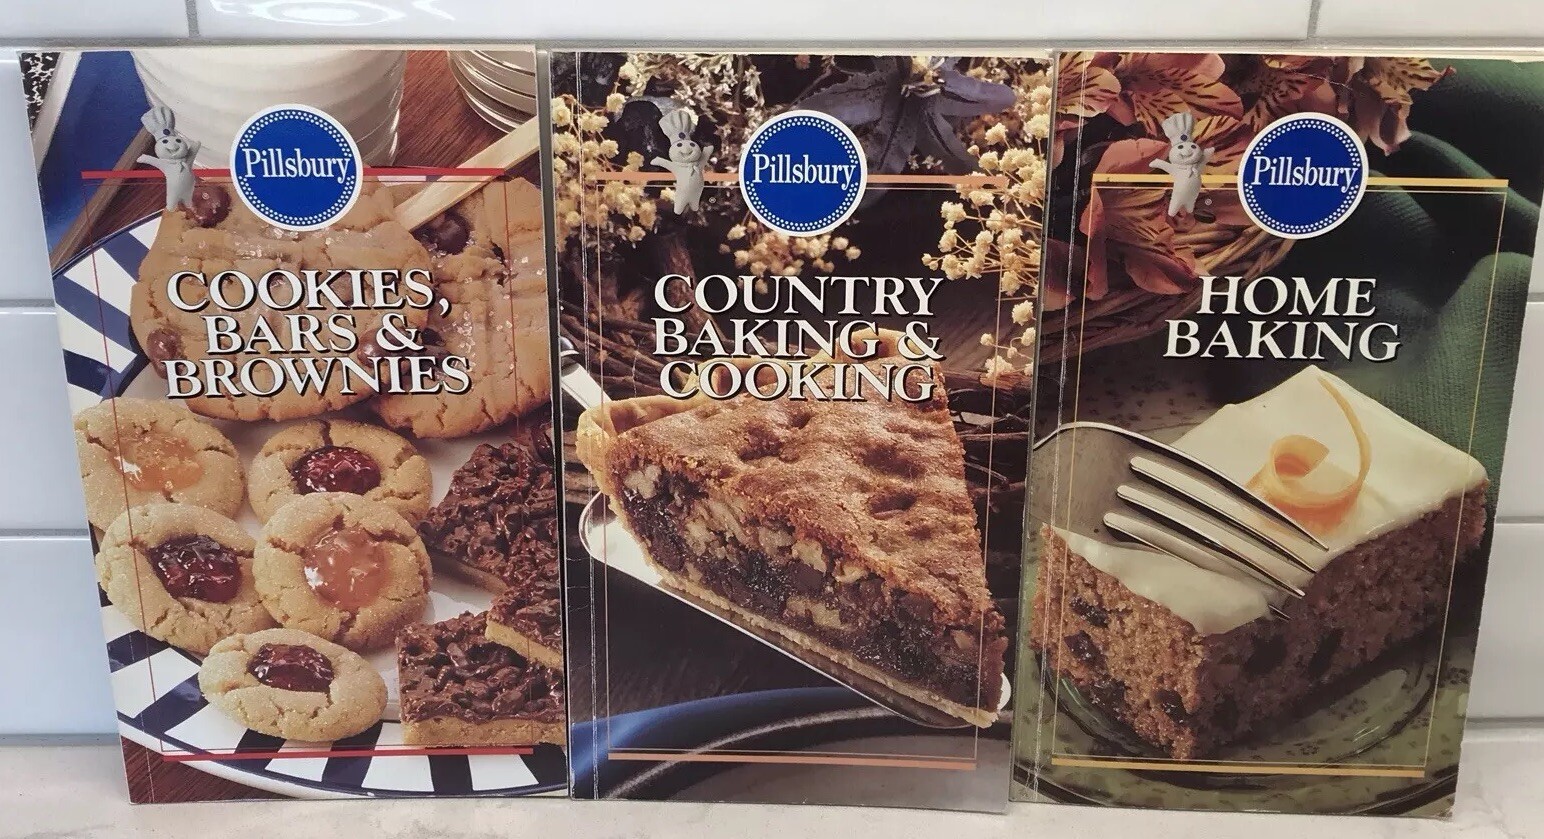 Pillsbury
COOKIES,
BARS &
BROWNIES
Pillsbury
COUNTRY
BAKING &
COOKING
Pillsbury
HOME
BAKING